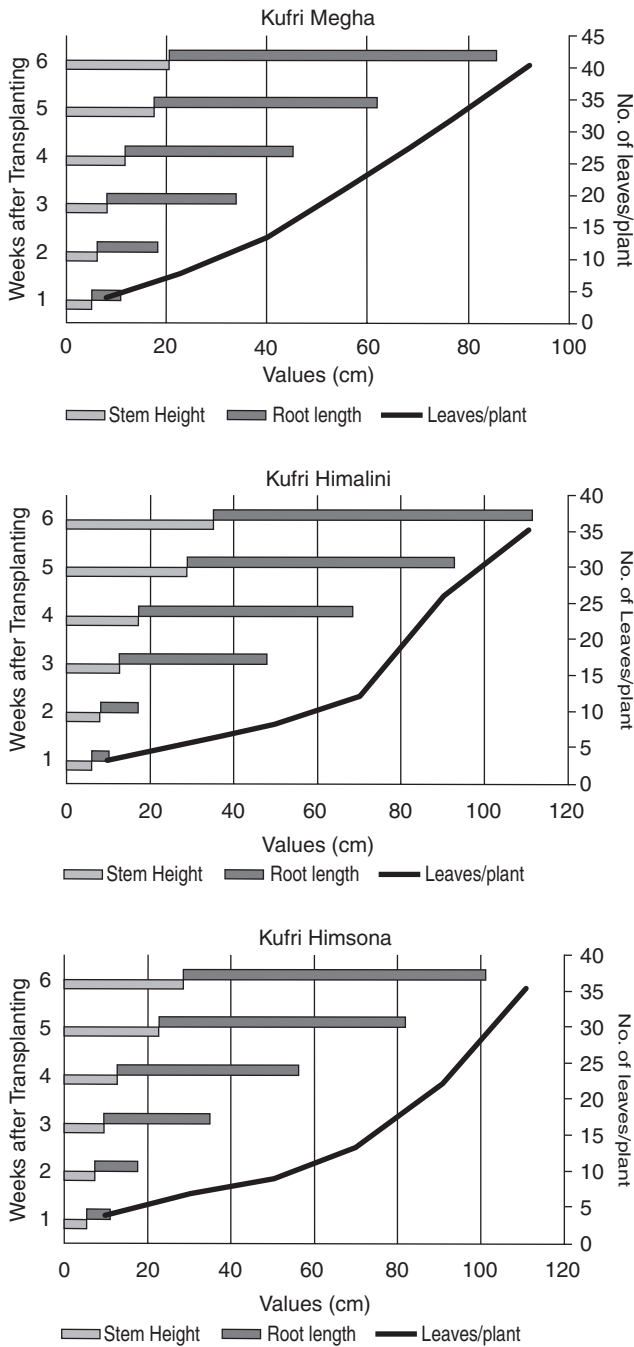 Kufri Megha
Weeks after Transplanting
6
5
4
3
2
1
45
40
35
30
25
20
15
10
5
0
No. of leaves/plant
0 20 40 60 80 100
Values (cm)
Stem Height Root length Leaves/plant
Kufri Himalini
Weeks after Transplanting
6
5
4
3
2
1
40
35
30
25
20
15
10
5
0
No. of Leaves/plant
0 20 40 60 80 100 120
Values (cm)
Stem Height Root length Leaves/plant
Kufri Himsona
Weeks after Transplanting
6
5
4
3
2
1
40
35
30
25
20
15
10
5
0
No. of leaves/plant
0 20 40 60 80 100 120
Values (cm)
Stem Height Root length Leaves/plant